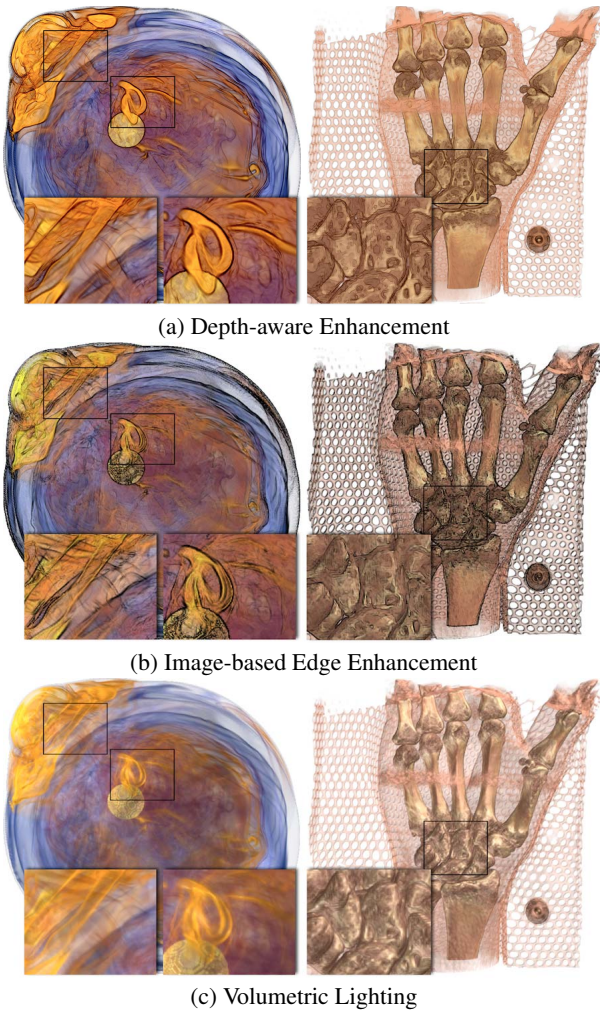 (a) Depth-aware Enhancement
(b) Image-based Edge Enhancement
(c) Volumetric Lighting